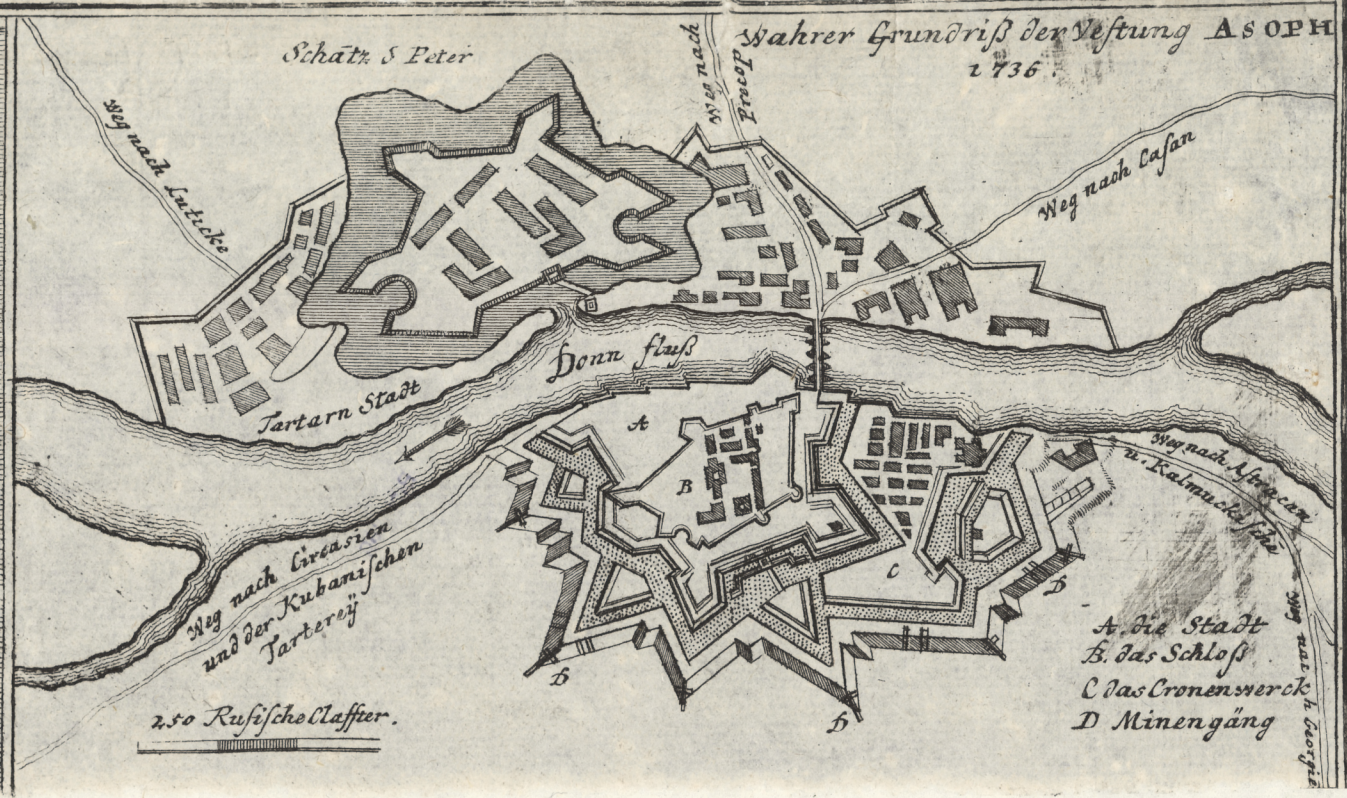 Wahrer Grundriß der Vestung ASOPH
1736.
Schātz S Peter
Weg nach
Precop
Weg nach Luticke
Weg nach Casan
Donn fluß
Tartarn Stadt
A
B
C
Weg nach Astracan
u. Kalmuckische
Weg nach Georgie
Weg nach Circasien
und der Kubanischen
Tarterey̎
D
D
D
A. die Stadt
B. das Schloß
C das Cronenwerck
D Minengäng
250 Rusische Claffter.